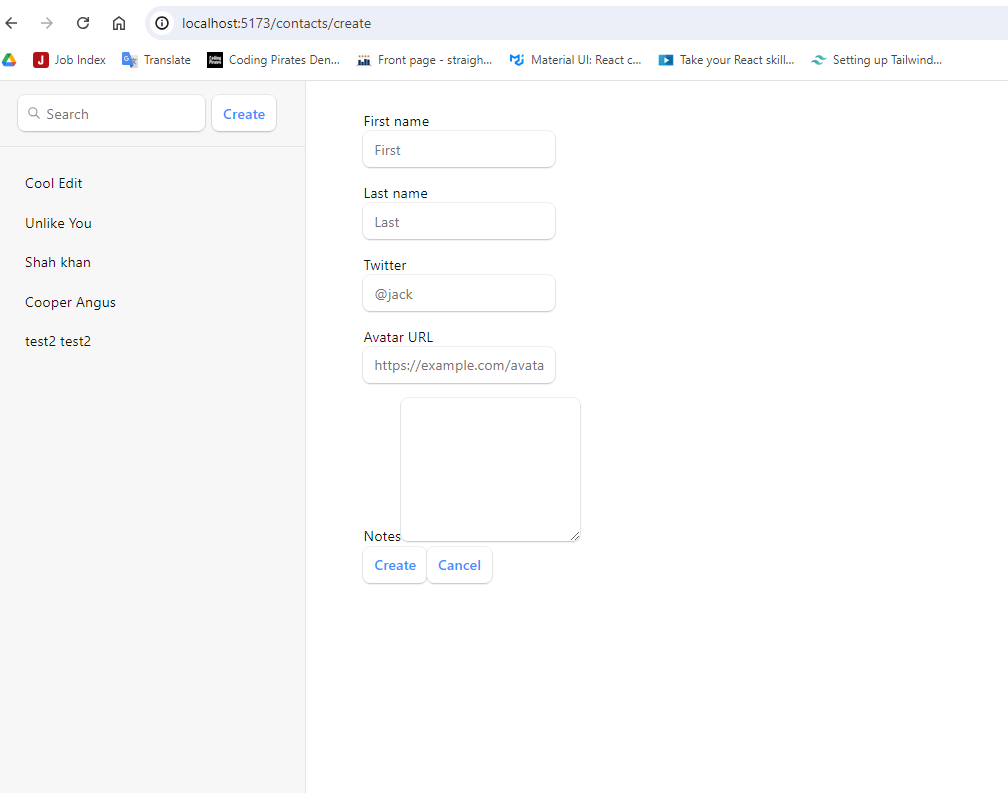 localhost:5173/contacts/create
Job Index Translate Coding Pirates Den... Front page - straigh... Material UI: React c... Take your React skill... Setting up Tailwind...
Search Create
Cool Edit
Unlike You
Shah khan
Cooper Angus
test2 test2
First name
First
Last name
Last
Twitter
@jack
Avatar URL
https://example.com/avata
Notes
Create Cancel